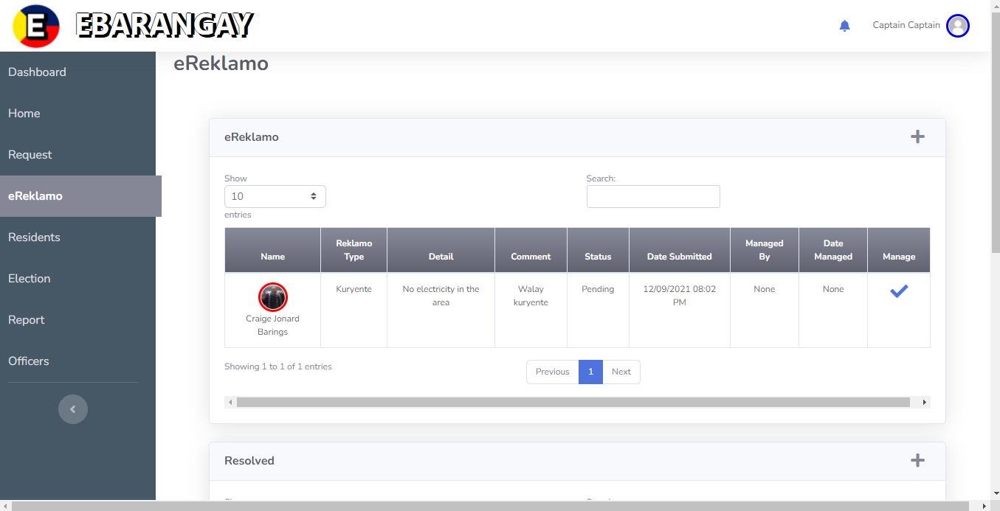 E EBARANGAY
Captain Captain
Dashboard
Home
Request
eReklamo
Residents
Election
Report
Officers
eReklamo
eReklamo
Show
10
entries
Search:
Name
Reklamo
Type
Detail
Comment
Status
Date Submitted
Managed
By
Date
Managed
Manage
Craige Jonard
Barings
Kuryente
No electricity in the
area
Walay
kuryente
Pending
12/09/2021 08:02
PM
None
None
Showing 1 to 1 of 1 entries
Previous 1 Next
Resolved